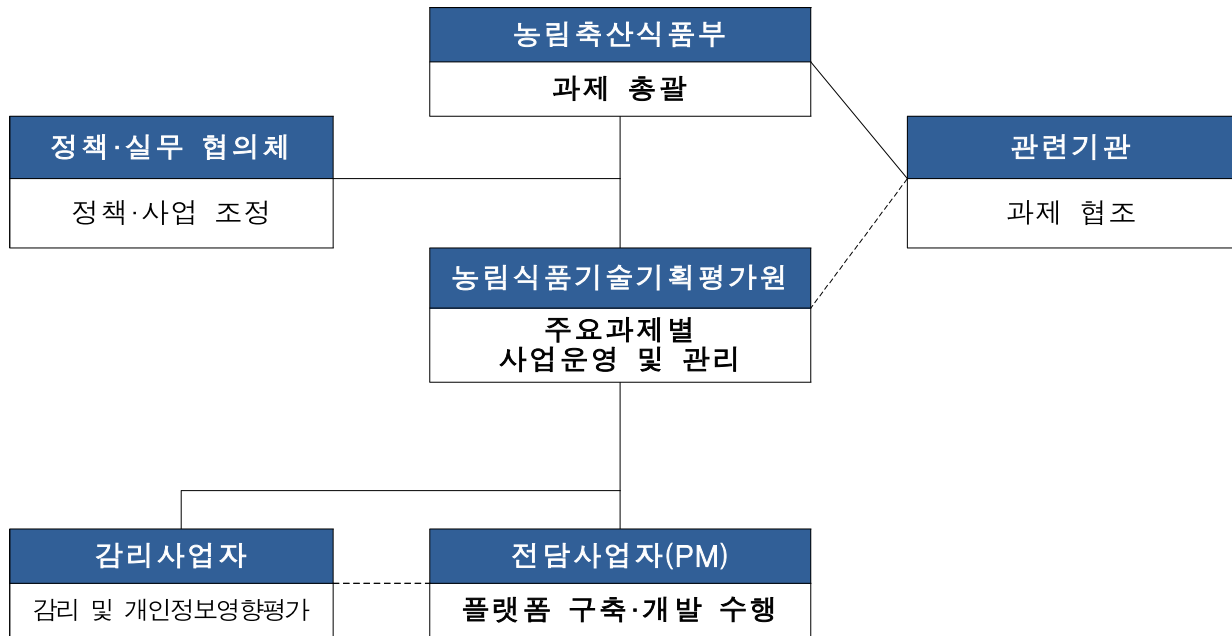 농림축산식품부
과제 총괄
정책·실무 협의체
정책·사업 조정
관련기관
과제 협조
농림식품기술기획평가원
주요과제별
사업운영 및 관리
감리사업자
감리 및 개인정보영향평가
전담사업자(PM)
플랫폼 구축·개발 수행